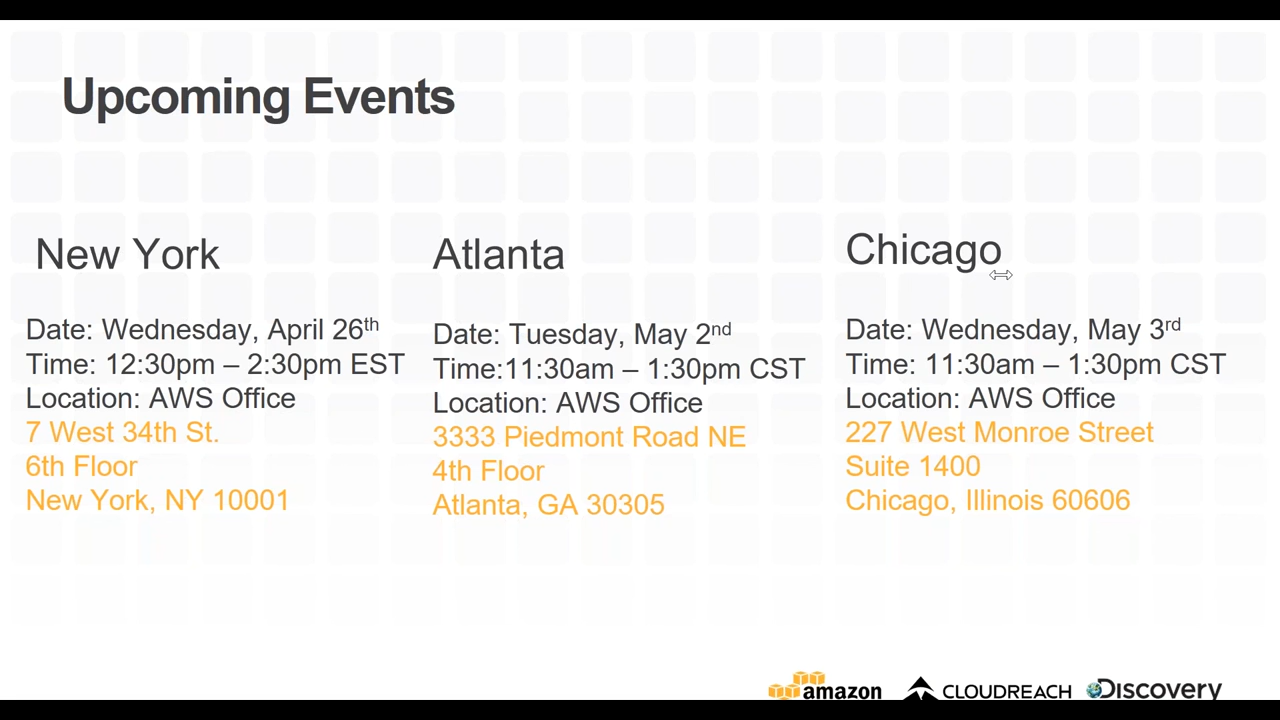 Upcoming Events
New York
Date: Wednesday, April 26th
Time: 12:30pm – 2:30pm EST
Location: AWS Office
7 West 34th St.
6th Floor
New York, NY 10001
Atlanta
Date: Tuesday, May 2nd
Time:11:30am – 1:30pm CST
Location: AWS Office
3333 Piedmont Road NE
4th Floor
Atlanta, GA 30305
Chicago
Date: Wednesday, May 3rd
Time: 11:30am – 1:30pm CST
Location: AWS Office
227 West Monroe Street
Suite 1400
Chicago, Illinois 60606
amazon CLOUDREACH Discovery